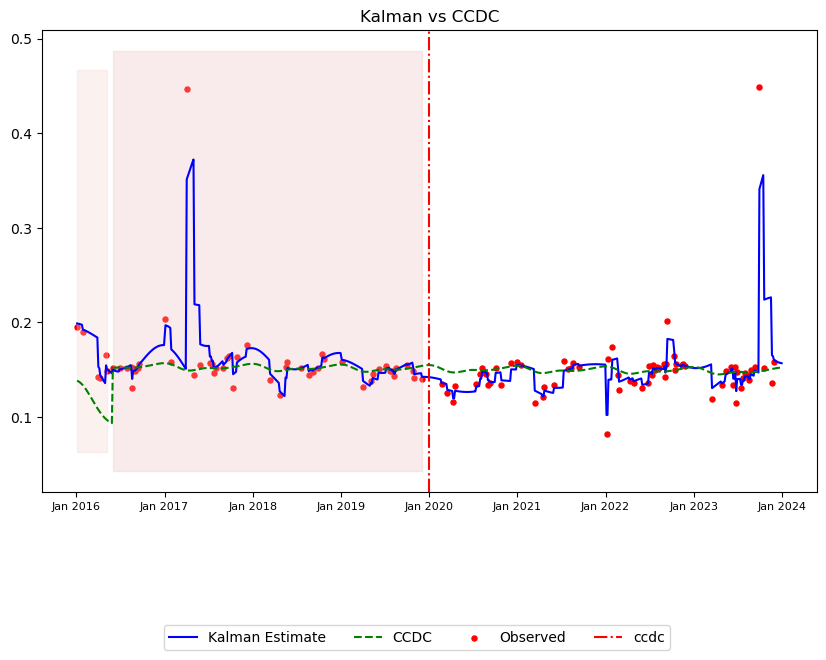 Kalman vs CCDC
0.5
0.4
0.3
0.2
0.1
Jan 2016 Jan 2017 Jan 2018 Jan 2019 Jan 2020 Jan 2021 Jan 2022 Jan 2023 Jan 2024
Kalman Estimate CCDC Observed ccdc